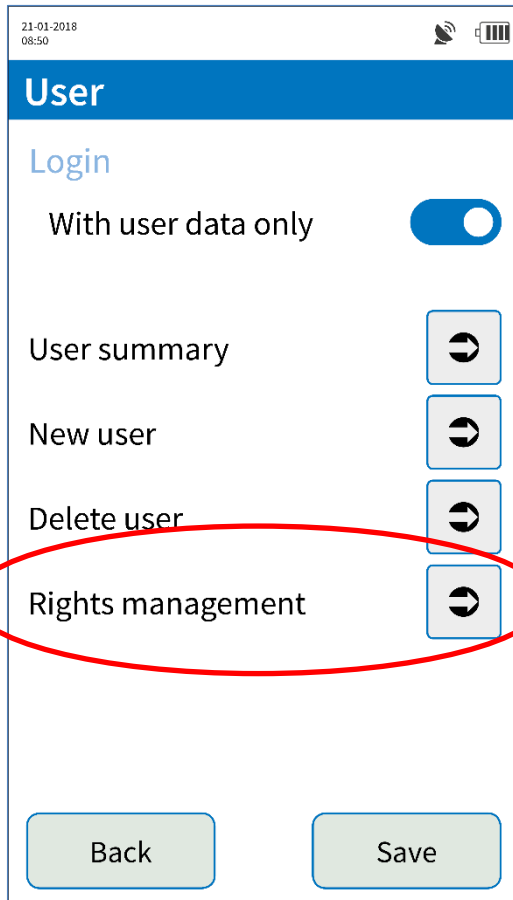 21-01-2018
08:50
User
Login
With user data only
User summary
New user
Delete user
Rights management
Back
Save